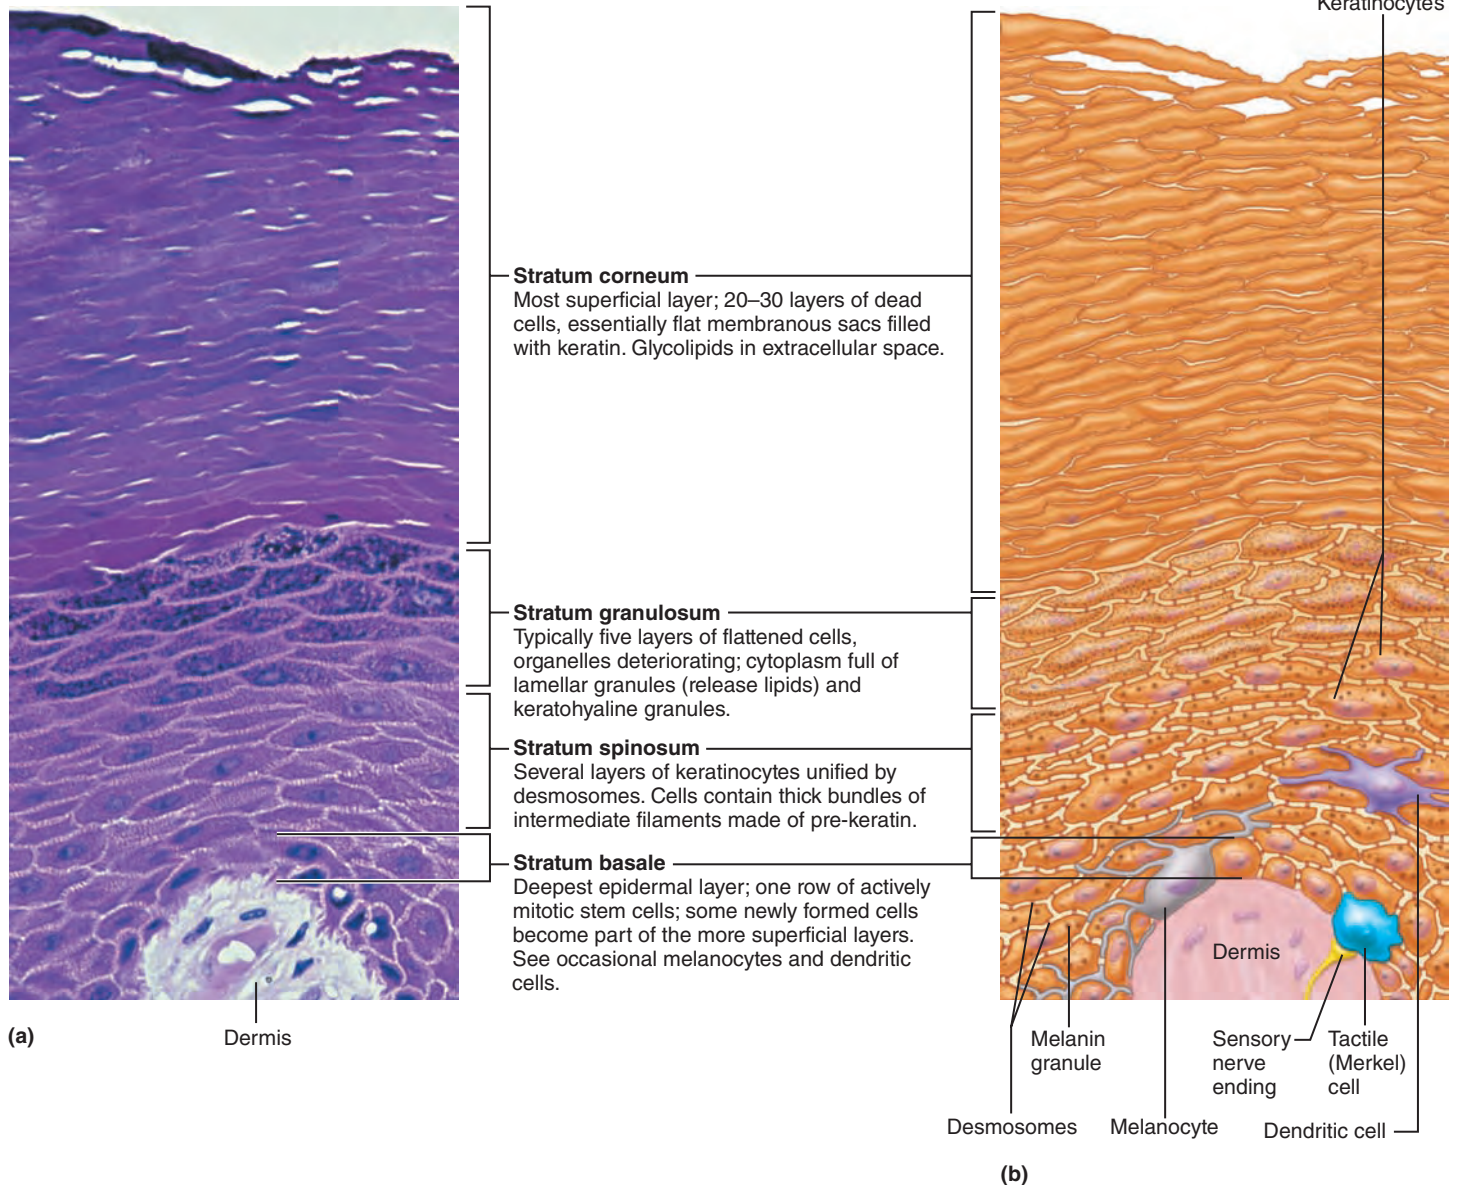 Keratinocytes
Stratum corneum
Most superficial layer; 20–30 layers of dead
cells, essentially flat membranous sacs filled
with keratin. Glycolipids in extracellular space.
Stratum granulosum
Typically five layers of flattened cells,
organelles deteriorating; cytoplasm full of
lamellar granules (release lipids) and
keratohyaline granules.
Stratum spinosum
Several layers of keratinocytes unified by
desmosomes. Cells contain thick bundles of
intermediate filaments made of pre-keratin.
Stratum basale
Deepest epidermal layer; one row of actively
mitotic stem cells; some newly formed cells
become part of the more superficial layers.
See occasional melanocytes and dendritic
cells.
Dermis
(a)
Dermis
Melanin
granule
Sensory
nerve
ending
Tactile
(Merkel)
cell
Desmosomes
Melanocyte
Dendritic cell
(b)